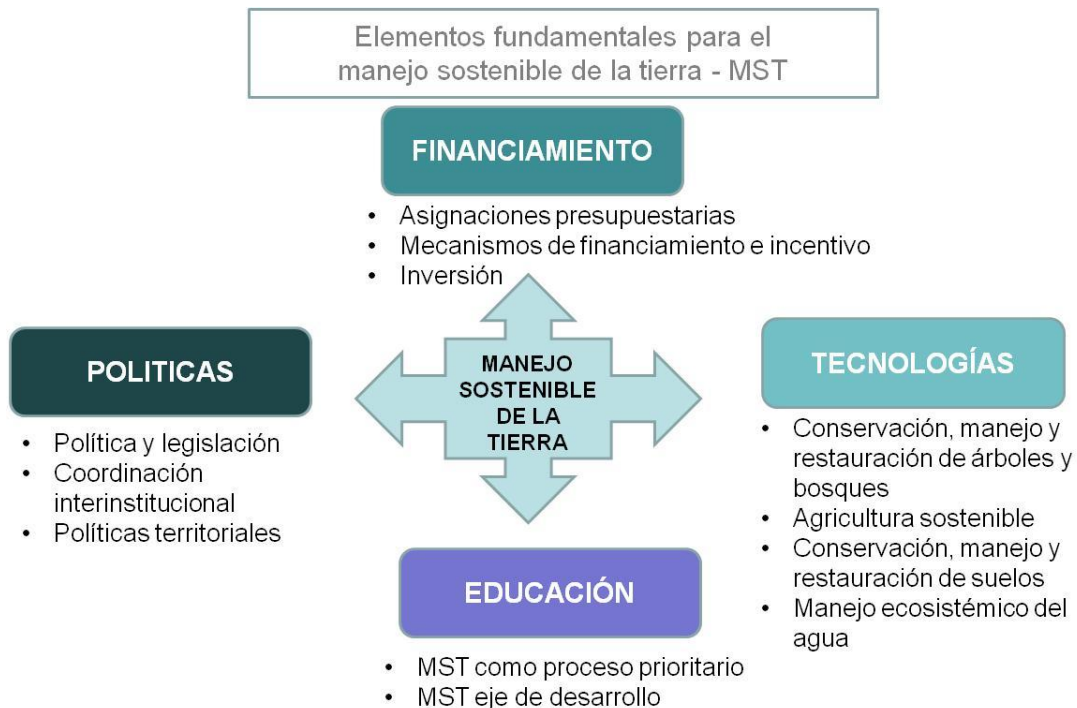 Elementos fundamentales para el
manejo sostenible de la tierra - MST
FINANCIAMIENTO
• Asignaciones presupuestarias
• Mecanismos de financiamiento e incentivo
• Inversión
POLITICAS
• Política y legislación
• Coordinación
interinstitucional
• Políticas territoriales
MANEJO
SOSTENIBLE
DE LA
TIERRA
TECNOLOGÍAS
• Conservación, manejo y
restauración de árboles y
bosques
• Agricultura sostenible
• Conservación, manejo y
restauración de suelos
• Manejo ecosistémico del
agua
EDUCACIÓN
• MST como proceso prioritario
• MST eje de desarrollo